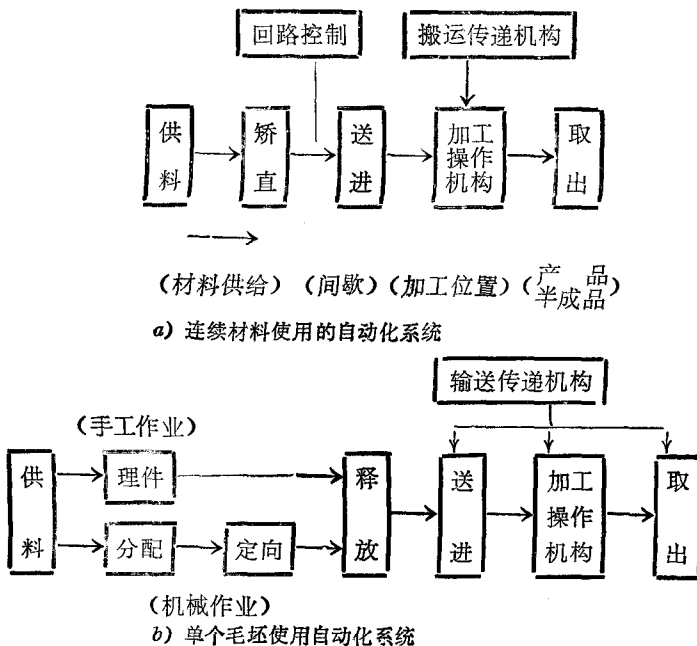 回路控制
搬运传递机构
供料
矫直
送进
加工
操作
机构
取出
(材料供给) (间歇) (加工位置) (产品
半成品)
a) 连续材料使用的自动化系统
输送传递机构
(手工作业)
供料
理件
释放
送进
加工
操作
机构
取出
分配
定向
(机械作业)
b) 单个毛坯使用自动化系统